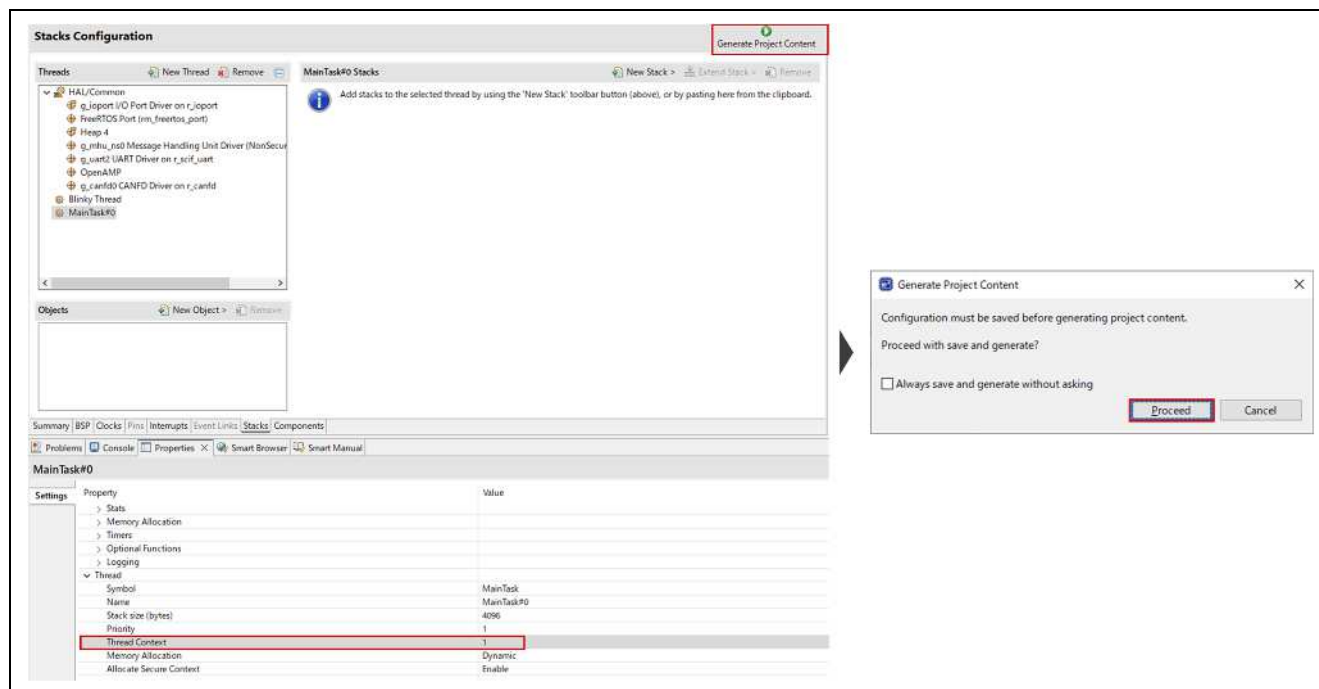 Stacks Configuration
Generate Project Content
Threads
New Thread
Remove
HAL/Common
g_ioport I/O Port Driver on r_ioport
FreeRTOS Port (rm_freertos_port)
Heap 4
g_mhu_ns0 Message Handling Unit Driver (NonSecur
g_uart2 UART Driver on r_scif_uart
OpenAMP
g_canfd0 CANFD Driver on r_canfd
Blinky Thread
MainTask#0
MainTask#0 Stacks
New Stack >
Extend Stack >
Remove
Add stacks to the selected thread by using the 'New Stack' toolbar button (above), or by pasting here from the clipboard.
Objects
New Object >
Remove
Summary BSP Clocks Pins Interrupts Event Links Stacks Components
Problems Console Properties Smart Browser Smart Manual
MainTask#0
Settings
Property Value
Stats
Memory Allocation
Timers
Optional Functions
Logging
Thread
Symbol MainTask
Name MainTask#0
Stack size (bytes) 4096
Priority 1
Thread Context 1
Memory Allocation Dynamic
Allocate Secure Context Enable
Generate Project Content
Configuration must be saved before generating project content.
Proceed with save and generate?
Always save and generate without asking
Proceed Cancel